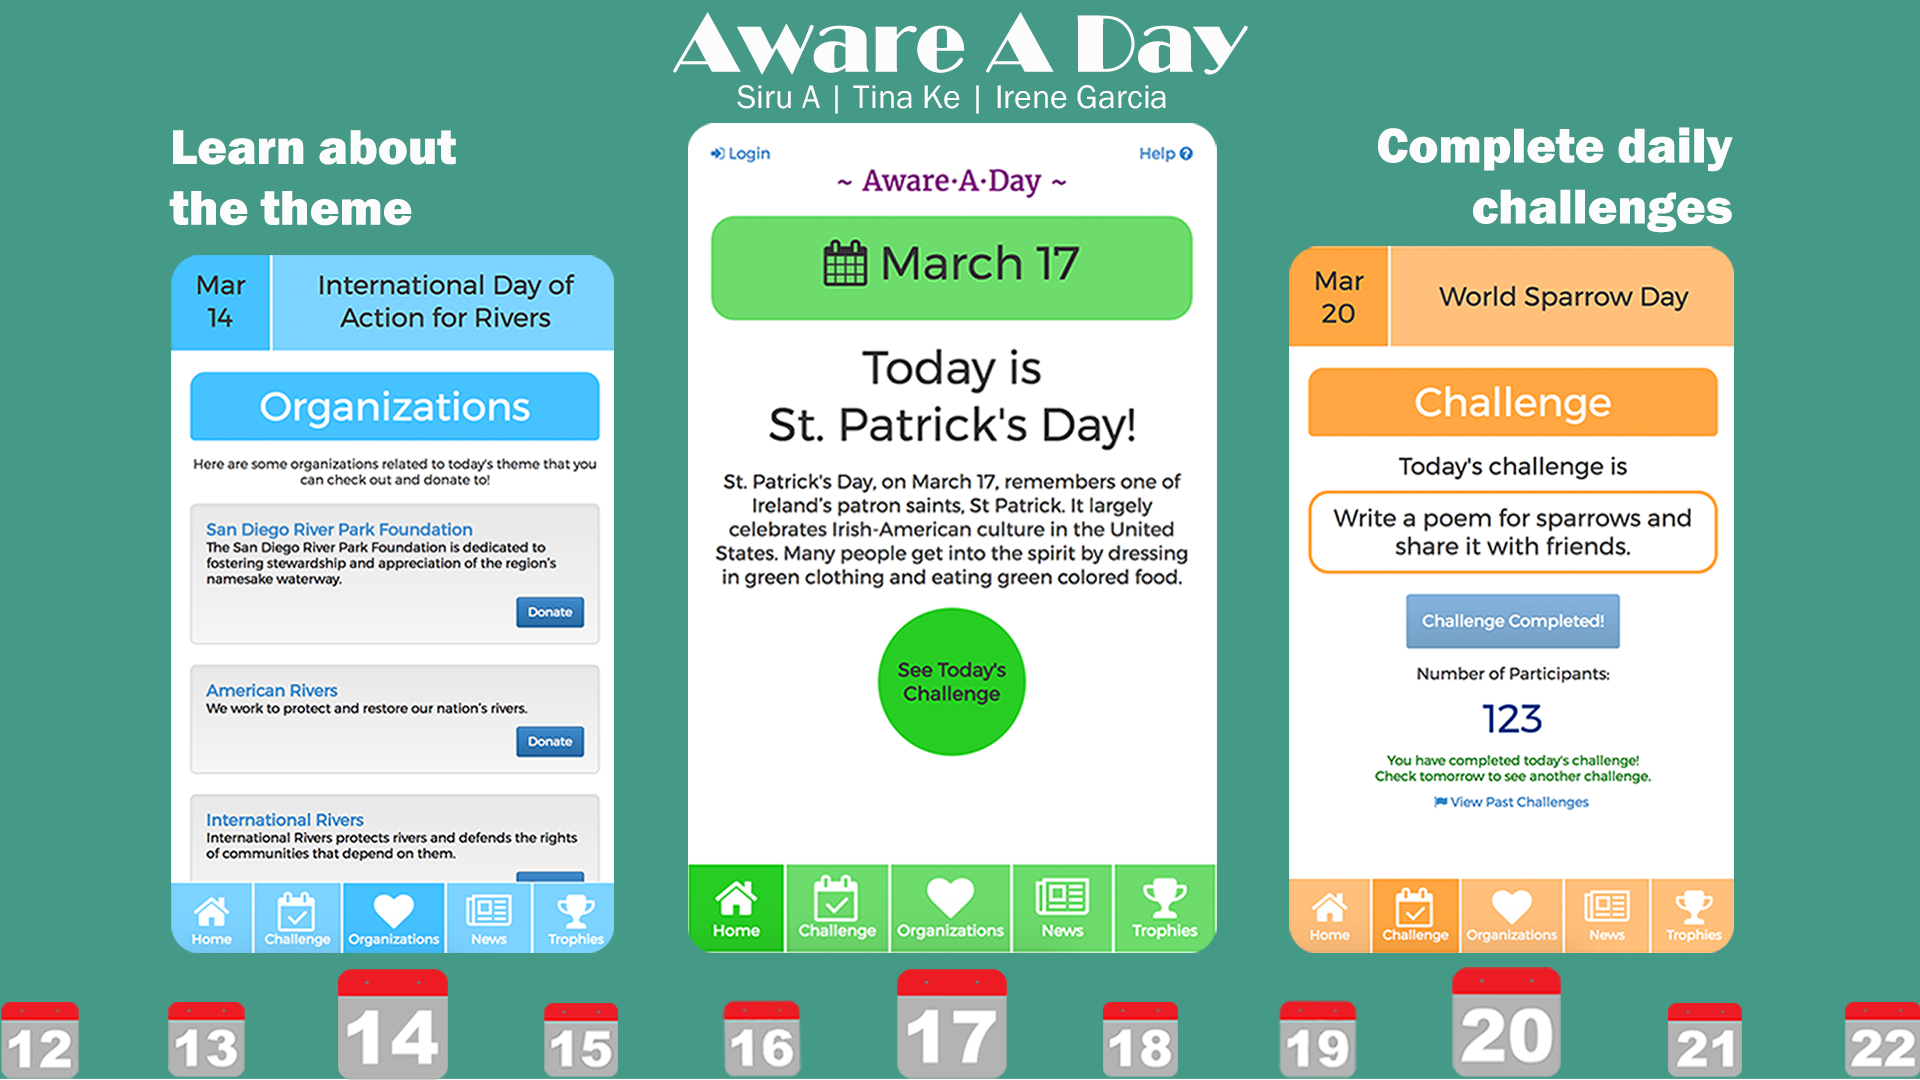 Aware A Day
Siru A | Tina Ke | Irene Garcia
Learn about
the theme
Mar
14
International Day of
Action for Rivers
Organizations
Here are some organizations related to today's theme that you
can check out and donate to!
San Diego River Park Foundation
The San Diego River Park Foundation is dedicated to
fostering stewardship and appreciation of the region's
namesake waterway.
Donate
American Rivers
We work to protect and restore our nation's rivers.
Donate
International Rivers
International Rivers protects rivers and defends the rights
of communities that depend on them.
Home
Challenge
Organizations
News
Trophies
Login
Help
~ Aware·A·Day ~
March 17
Today is
St. Patrick's Day!
St. Patrick's Day, on March 17, remembers one of
Ireland's patron saints, St Patrick. It largely
celebrates Irish-American culture in the United
States. Many people get into the spirit by dressing
in green clothing and eating green colored food.
See Today's
Challenge
Home
Challenge
Organizations
News
Trophies
Complete daily
challenges
Mar
20
World Sparrow Day
Challenge
Today's challenge is
Write a poem for sparrows and
share it with friends.
Challenge Completed!
Number of Participants:
123
You have completed today's challenge!
Check tomorrow to see another challenge.
View Past Challenges
Home
Challenge
Organizations
News
Trophies
12
13
14
15
16
17
18
19
20
21
22